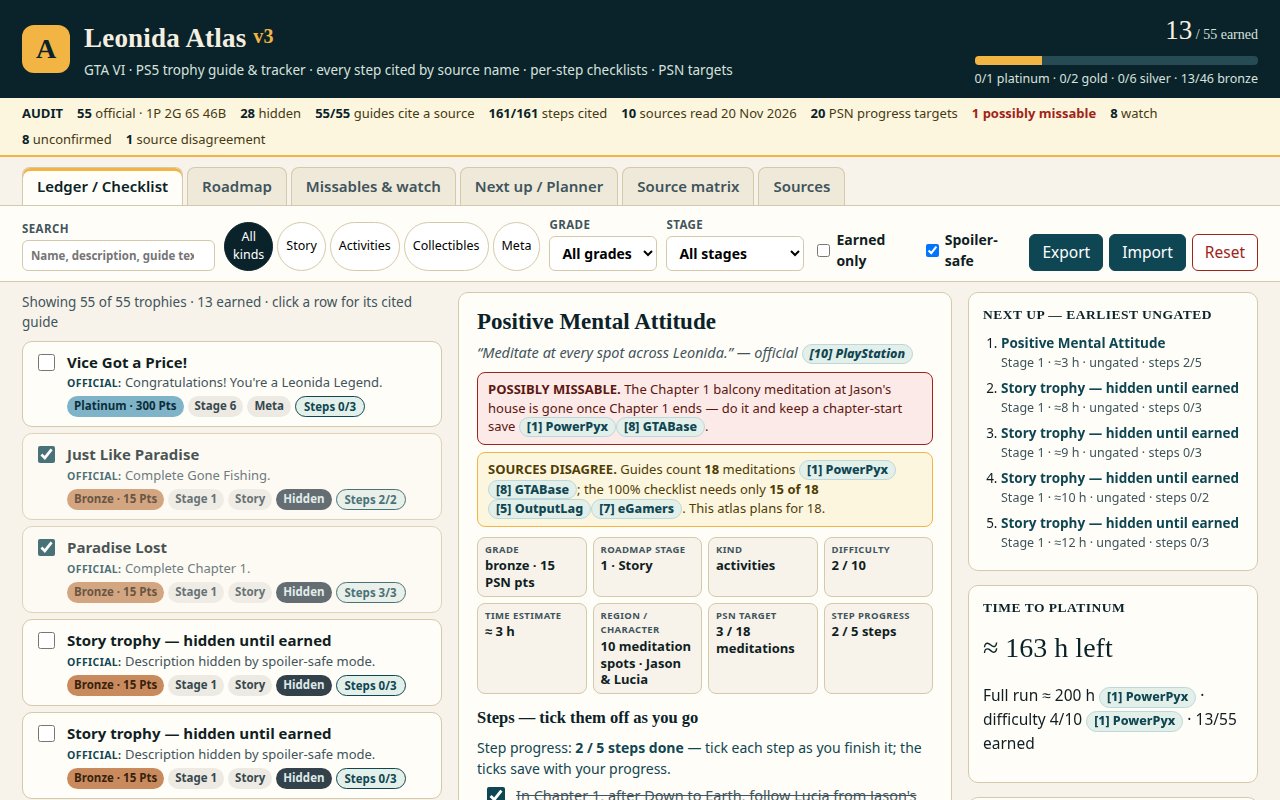 A
Leonida Atlas v3
GTA VI · PS5 trophy guide & tracker · every step cited by source name · per-step checklists · PSN targets
13 / 55 earned
0/1 platinum · 0/2 gold · 0/6 silver · 13/46 bronze
AUDIT 55 official · 1P 2G 6S 46B 28 hidden 55/55 guides cite a source 161/161 steps cited 10 sources read 20 Nov 2026 20 PSN progress targets 1 possibly missable 8 watch
8 unconfirmed 1 source disagreement
Ledger / Checklist
Roadmap
Missables & watch
Next up / Planner
Source matrix
Sources
SEARCH
Name, description, guide tex
All
kinds
Story
Activities
Collectibles
Meta
GRADE
All grades
STAGE
All stages
Earned
only
Spoiler-
safe
Export
Import
Reset
Showing 55 of 55 trophies · 13 earned · click a row for its cited
guide
Vice Got a Price!
OFFICIAL: Congratulations! You're a Leonida Legend.
Platinum · 300 Pts Stage 6 Meta Steps 0/3
Just Like Paradise
OFFICIAL: Complete Gone Fishing.
Bronze · 15 Pts Stage 1 Story Hidden Steps 2/2
Paradise Lost
OFFICIAL: Complete Chapter 1.
Bronze · 15 Pts Stage 1 Story Hidden Steps 3/3
Story trophy — hidden until earned
OFFICIAL: Description hidden by spoiler-safe mode.
Bronze · 15 Pts Stage 1 Story Hidden Steps 0/3
Story trophy — hidden until earned
OFFICIAL: Description hidden by spoiler-safe mode.
Bronze · 15 Pts Stage 1 Story Hidden Steps 0/3
Positive Mental Attitude
“Meditate at every spot across Leonida.” — official [10] PlayStation
POSSIBLY MISSABLE. The Chapter 1 balcony meditation at Jason's
house is gone once Chapter 1 ends — do it and keep a chapter-start
save [1] PowerPyx [8] GTABase.
SOURCES DISAGREE. Guides count 18 meditations [1] PowerPyx
[8] GTABase; the 100% checklist needs only 15 of 18
[5] OutputLag [7] eGamers. This atlas plans for 18.
GRADE
bronze · 15
PSN pts
ROADMAP STAGE
1 · Story
KIND
activities
DIFFICULTY
2 / 10
TIME ESTIMATE
≈ 3 h
REGION /
CHARACTER
10 meditation
spots · Jason
& Lucia
PSN TARGET
3 / 18
meditations
STEP PROGRESS
2 / 5 steps
Steps — tick them off as you go
Step progress: 2 / 5 steps done — tick each step as you finish it; the
ticks save with your progress.
In Chapter 1, after Down to Earth, follow Lucia from Jason's
NEXT UP — EARLIEST UNGATED
1. Positive Mental Attitude
Stage 1 · ≈3 h · ungated · steps 2/5
2. Story trophy — hidden until earned
Stage 1 · ≈8 h · ungated · steps 0/3
3. Story trophy — hidden until earned
Stage 1 · ≈9 h · ungated · steps 0/3
4. Story trophy — hidden until earned
Stage 1 · ≈10 h · ungated · steps 0/2
5. Story trophy — hidden until earned
Stage 1 · ≈12 h · ungated · steps 0/3
TIME TO PLATINUM
≈ 163 h left
Full run ≈ 200 h [1] PowerPyx ·
difficulty 4/10 [1] PowerPyx · 13/55
earned